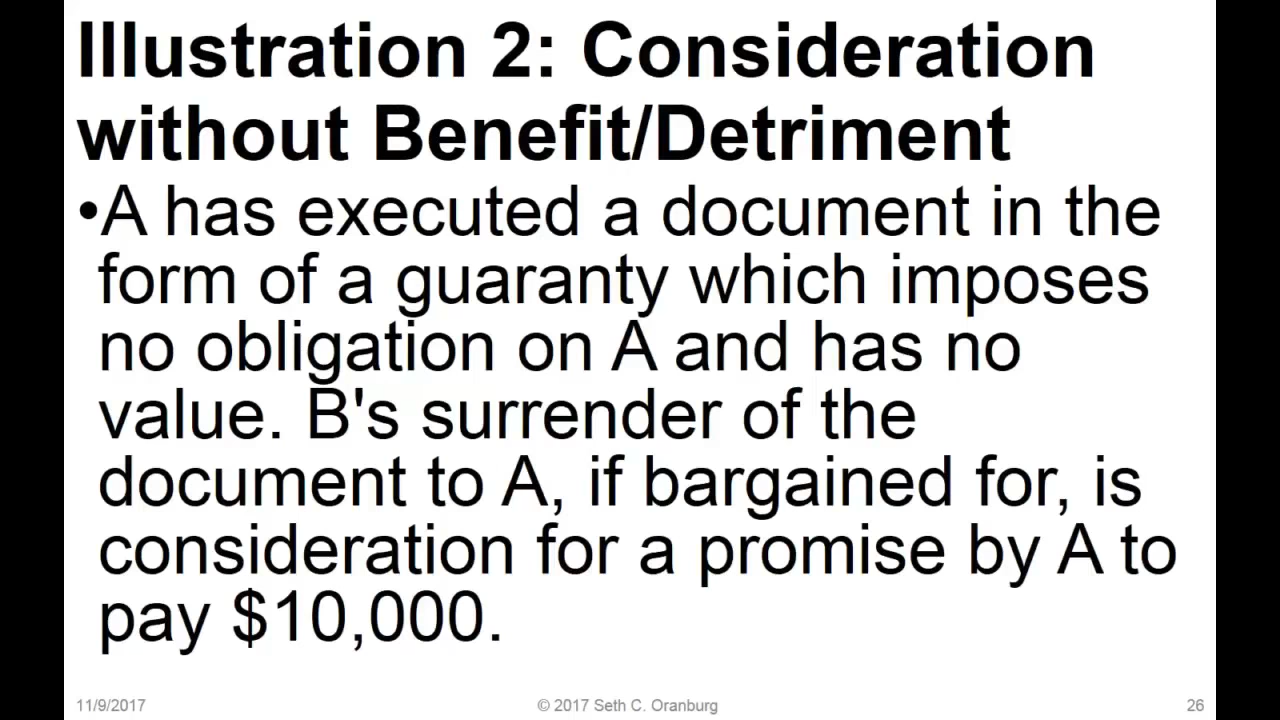 Illustration 2: Consideration
without Benefit/Detriment
•A has executed a document in the
form of a guaranty which imposes
no obligation on A and has no
value. B's surrender of the
document to A, if bargained for, is
consideration for a promise by A to
pay $10,000.
11/9/2017 © 2017 Seth C. Oranburg 26